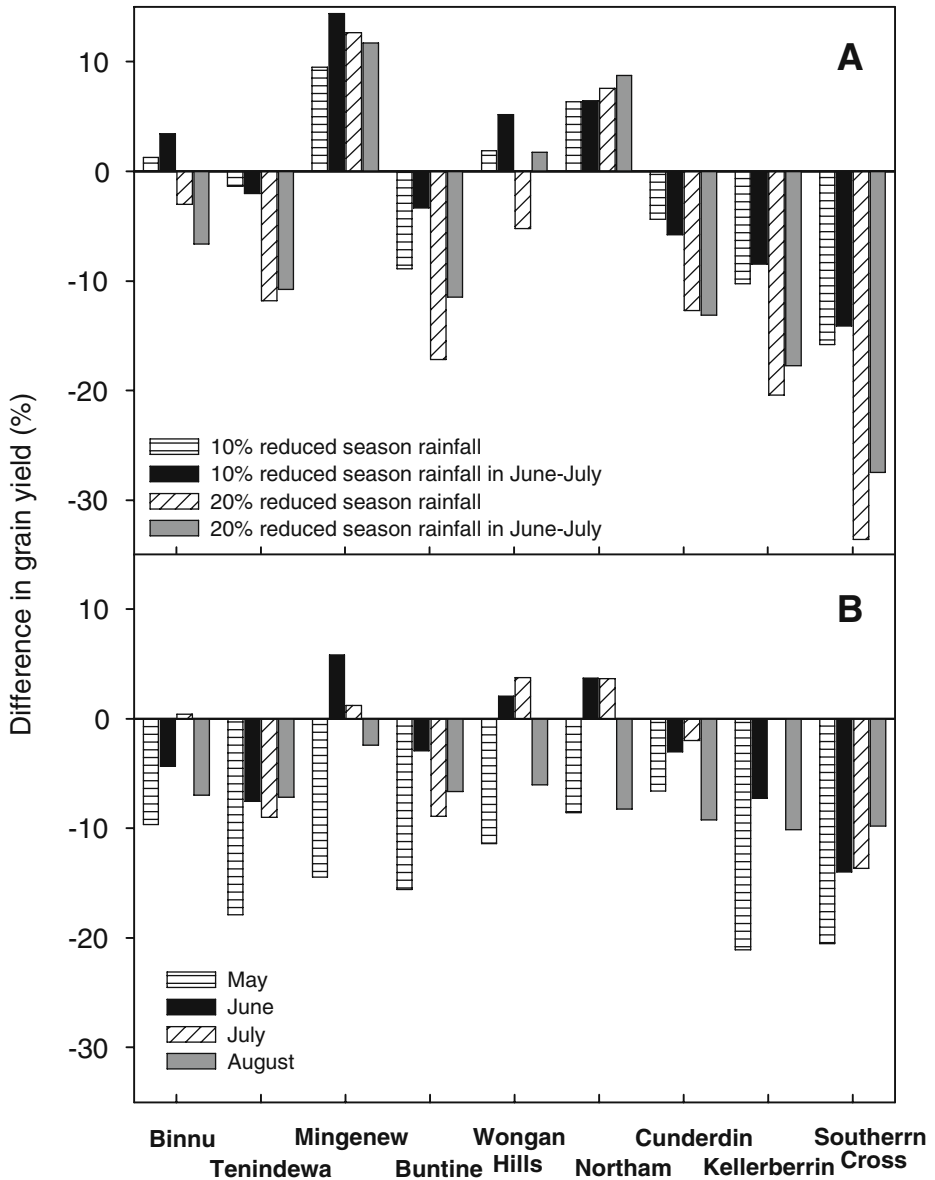 A
10
0
-10
-20
-30
10% reduced season rainfall
10% reduced season rainfall in June-July
20% reduced season rainfall
20% reduced season rainfall in June-July
Difference in grain yield (%)
B
10
0
-10
-20
-30
May
June
July
August
Binnu
Tenindewa
Mingenew
Buntine
Wongan
Hills
Northam
Cunderdin
Kellerberrin
Southerrn
Cross